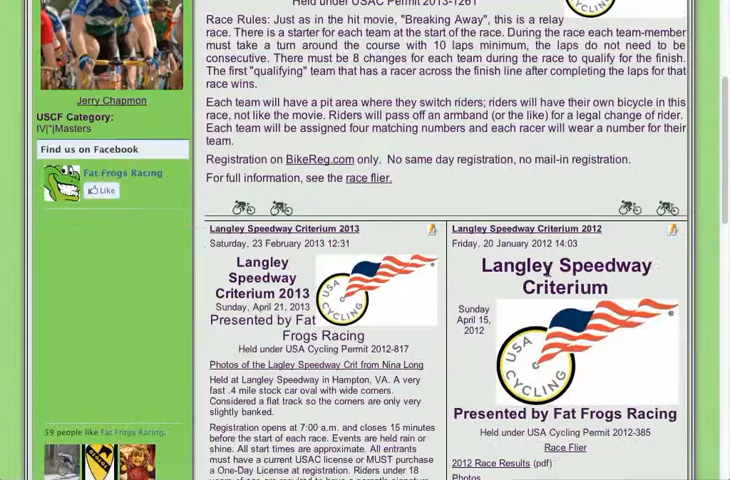 Held under USAC Permit 2013-1261
Race Rules: Just as in the hit movie, "Breaking Away", this is a relay
race. There is a starter for each team at the start of the race. During the race each team-member
must take a turn around the course with 10 laps minimum, the laps do not need to be
consecutive. There must be 8 changes for each team during the race to qualify for the finish.
The first "qualifying" team that has a racer across the finish line after completing the laps for that
race wins.
Each team will have a pit area where they switch riders; riders will have their own bicycle in this
race, not like the movie. Riders will pass off an armband (or the like) for a legal change of rider.
Each team will be assigned four matching numbers and each racer will wear a number for their
team.
Registration on BikeReg.com only. No same day registration, no mail-in registration.
For full information, see the race flier.
Jerry Chapmon
USCF Category:
IV|*|Masters
Find us on Facebook
Fat Frogs Racing
Like
59 people like Fat Frogs Racing.
Langley Speedway Criterium 2013
Saturday, 23 February 2013 12:31
Langley
Speedway
Criterium 2013
Sunday, April 21, 2013
Presented by Fat
Frogs Racing
USA CYCLING
Held under USA Cycling Permit 2012-817
Photos of the Lagley Speedway Crit from Nina Long
Held at Langley Speedway in Hampton, VA. A very
fast .4 mile stock car oval with wide corners.
Considered a flat track so the corners are only very
slightly banked.
Registration opens at 7:00 a.m. and closes 15 minutes
before the start of each race. Events are held rain or
shine. All start times are approximate. All entrants
must have a current USAC license or MUST purchase
a One-Day License at registration. Riders under 18
Langley Speedway Criterium 2012
Friday, 20 January 2012 14:03
Langley Speedway
Criterium
Sunday
April 15,
2012
USA CYCLING
Presented by Fat Frogs Racing
Held under USA Cycling Permit 2012-385
Race Flier
2012 Race Results (pdf)
Photos